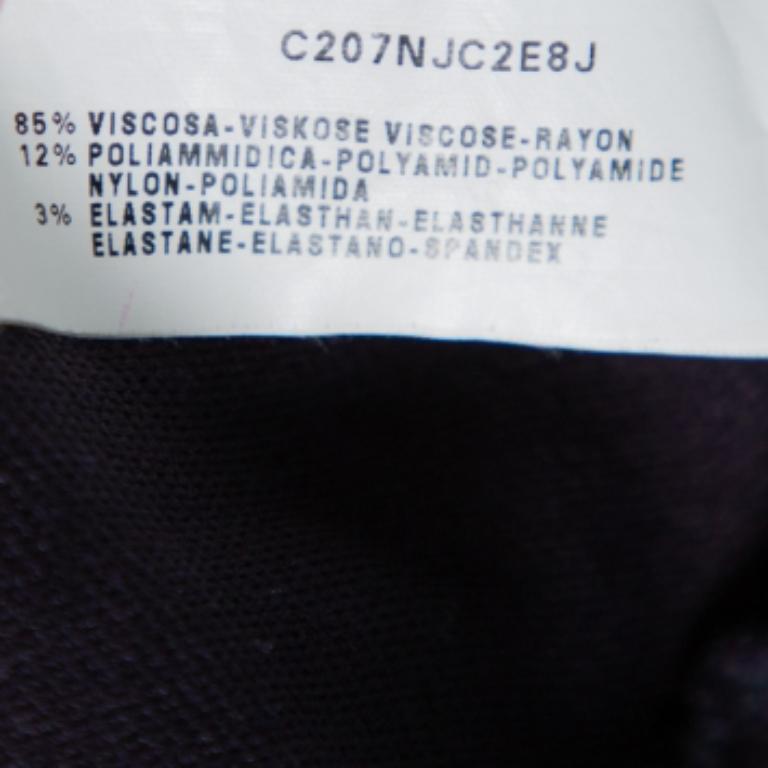 C207NJC2E8J
85% VISCOSA-VISKOSE VISCOSE-RAYON
12% POLIAMMIDICA-POLYAMID-POLYAMIDE
NYLON-POLIAMIDA
3% ELASTAM-ELASTHAN-ELASTHANNE
ELASTANE-ELASTANO-SPANDEX